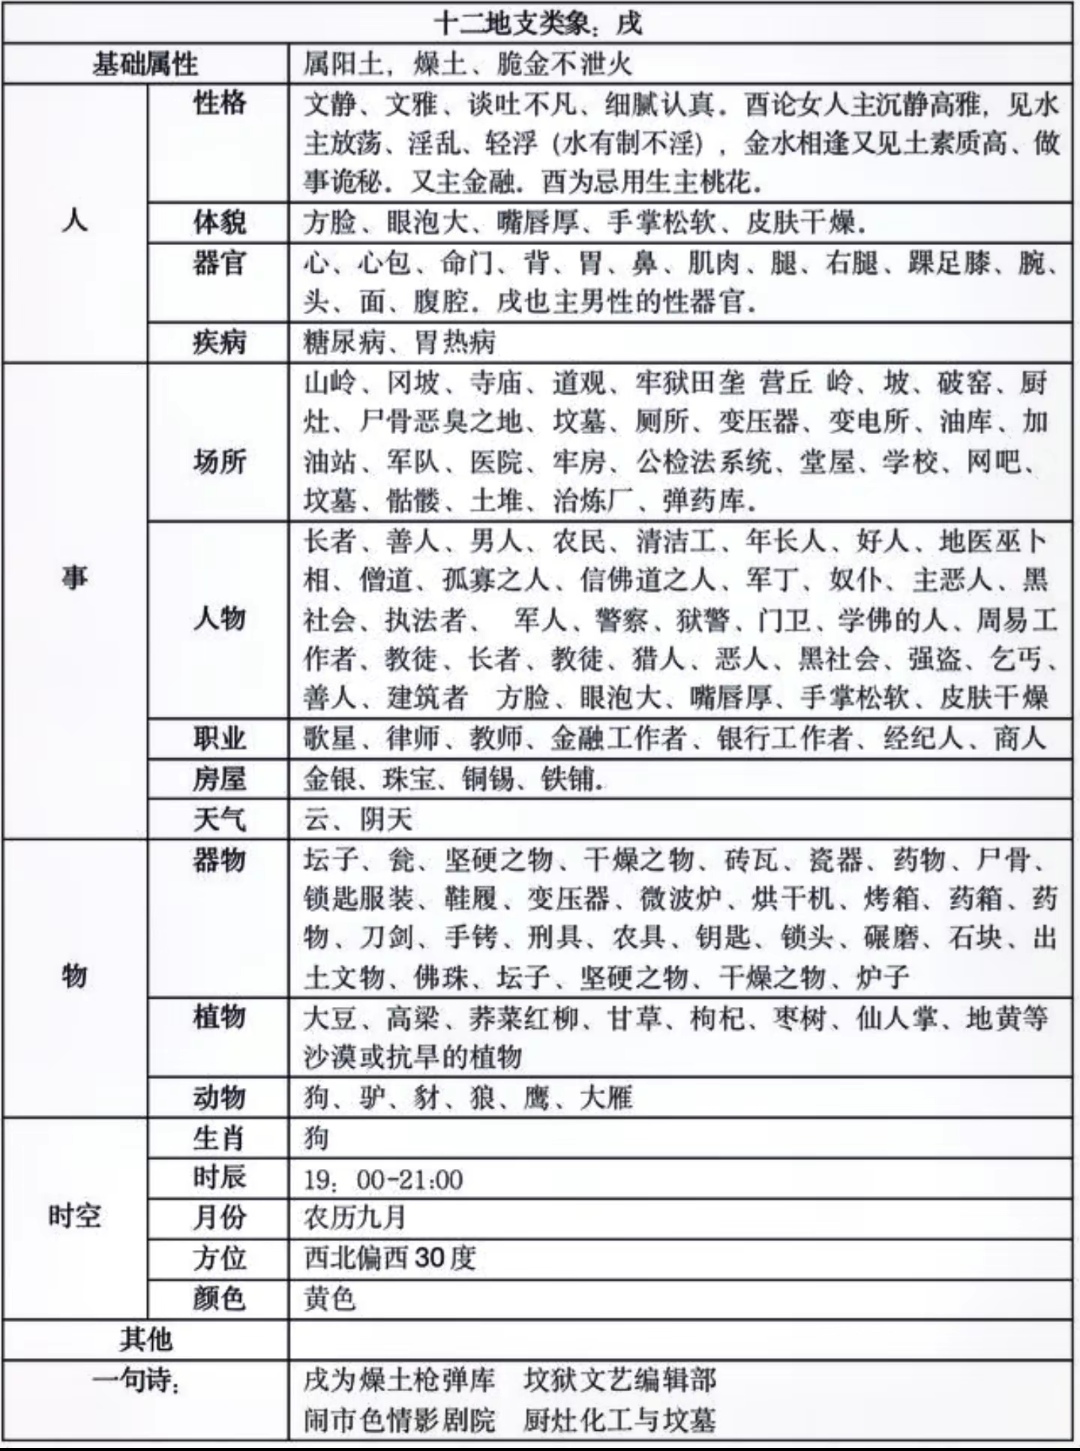 十二地支类象：戌
基础属性
属阳土，燥土、脆金不泄火
人
性格
文静、文雅、谈吐不凡、细腻认真．酉论女人主沉静高雅，见水
主放荡、淫乱、轻浮（水有制不淫），金水相逢又见土素质高、做
事诡秘．又主金融．酉为忌用生主桃花．
体貌
方脸、眼泡大、嘴唇厚、手掌松软、皮肤干燥．
器官
心、心包、命门、背、胃、鼻、肌肉、腿、右腿、踝足膝、腕、
头、面、腹腔．戌也主男性的性器官．
疾病
糖尿病、胃热病
事
场所
山岭、冈坡、寺庙、道观、牢狱田垄 营丘 岭、坡、破窑、厨
灶、尸骨恶臭之地、坟墓、厕所、变压器、变电所、油库、加
油站、军队、医院、牢房、公检法系统、堂屋、学校、网吧、
坟墓、骷髅、土堆、治炼厂、弹药库．
人物
长者、善人、男人、农民、清洁工、年长人、好人、地医巫卜
相、僧道、孤寡之人、信佛道之人、军丁、奴仆、主恶人、黑
社会、执法者、 军人、警察、狱警、门卫、学佛的人、周易工
作者、教徒、长者、教徒、猎人、恶人、黑社会、强盗、乞丐、
善人、建筑者 方脸、眼泡大、嘴唇厚、手掌松软、皮肤干燥
职业
歌星、律师、教师、金融工作者、银行工作者、经纪人、商人
房屋
金银、珠宝、铜锡、铁铺．
天气
云、阴天
物
器物
坛子、瓮、坚硬之物、干燥之物、砖瓦、瓷器、药物、尸骨、
锁匙服装、鞋履、变压器、微波炉、烘干机、烤箱、药箱、药
物、刀剑、手铐、刑具、农具、钥匙、锁头、碾磨、石块、出
土文物、佛珠、坛子、坚硬之物、干燥之物、炉子
植物
大豆、高梁、荞菜红柳、甘草、枸杞、枣树、仙人掌、地黄等
沙漠或抗旱的植物
动物
狗、驴、豺、狼、鹰、大雁
时空
生肖
狗
时辰
19：00-21:00
月份
农历九月
方位
西北偏西 30 度
颜色
黄色
其他
一句诗：
戌为燥土枪弹库 坟狱文艺编辑部
闹市色情影剧院 厨灶化工与坟墓